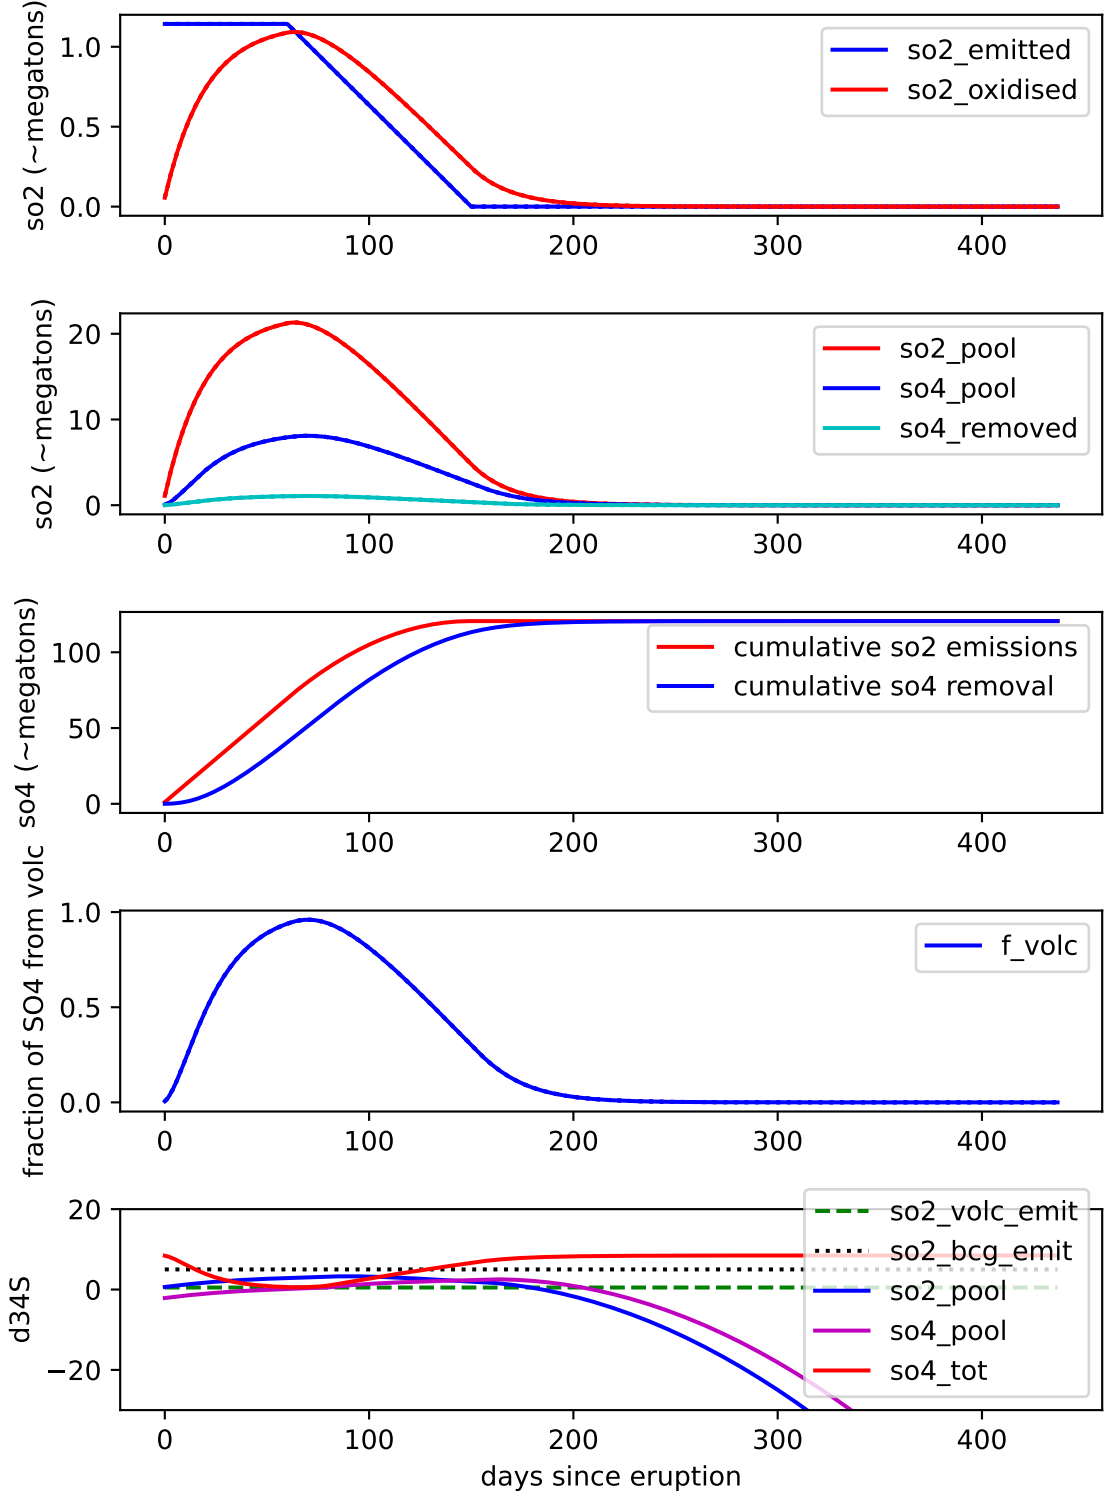 so2 (~megatons)
1.0
0.5
0.0
so2_emitted
so2_oxidised
0 100 200 300 400
so2 (~megatons)
20
10
0
so2_pool
so4_pool
so4_removed
0 100 200 300 400
so4 (~megatons)
100
50
0
cumulative so2 emissions
cumulative so4 removal
0 100 200 300 400
fraction of SO4 from volc
1.0
0.5
0.0
f_volc
0 100 200 300 400
d34S
20
0
−20
so2_volc_emit
so2_bcg_emit
so2_pool
so4_pool
so4_tot
0 100 200 300 400
days since eruption